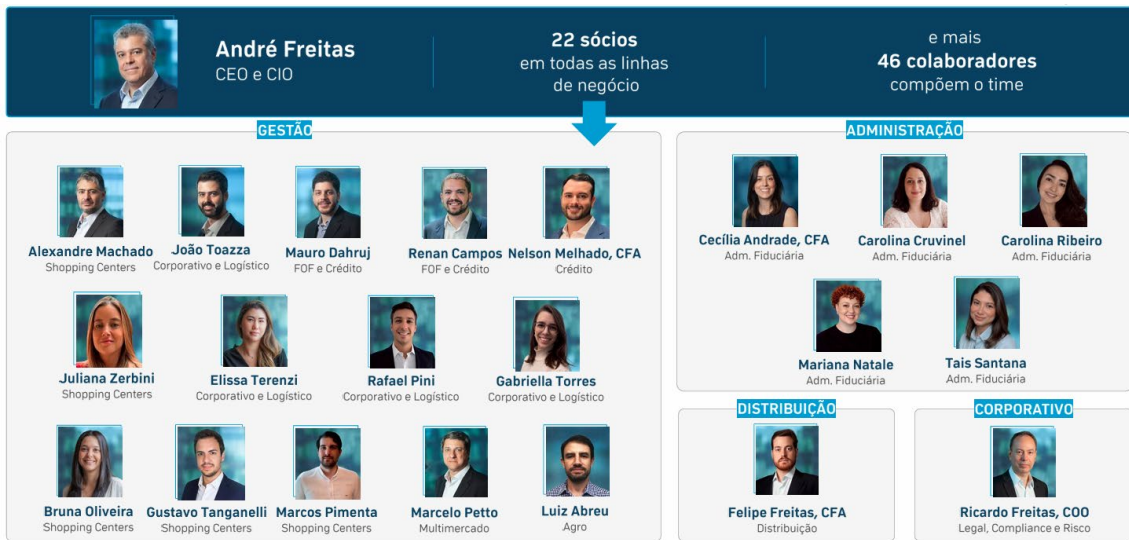 André Freitas
CEO e CIO
22 sócios
em todas as linhas
de negócio
e mais
46 colaboradores
compõem o time
GESTÃO
Alexandre Machado
Shopping Centers
João Toazza
Corporativo e Logístico
Mauro Dahruj
FOF e Crédito
Renan Campos
FOF e Crédito
Nelson Melhado, CFA
Crédito
Juliana Zerbini
Shopping Centers
Elissa Terenzi
Corporativo e Logístico
Rafael Pini
Corporativo e Logístico
Gabriella Torres
Corporativo e Logístico
Bruna Oliveira
Shopping Centers
Gustavo Tanganelli
Shopping Centers
Marcos Pimenta
Shopping Centers
Marcelo Petto
Multimercado
Luiz Abreu
Agro
ADMINISTRAÇÃO
Cecília Andrade, CFA
Adm. Fiduciária
Carolina Cruvinel
Adm. Fiduciária
Carolina Ribeiro
Adm. Fiduciária
Mariana Natale
Adm. Fiduciária
Tais Santana
Adm. Fiduciária
DISTRIBUIÇÃO
Felipe Freitas, CFA
Distribuição
CORPORATIVO
Ricardo Freitas, COO
Legal, Compliance e Risco